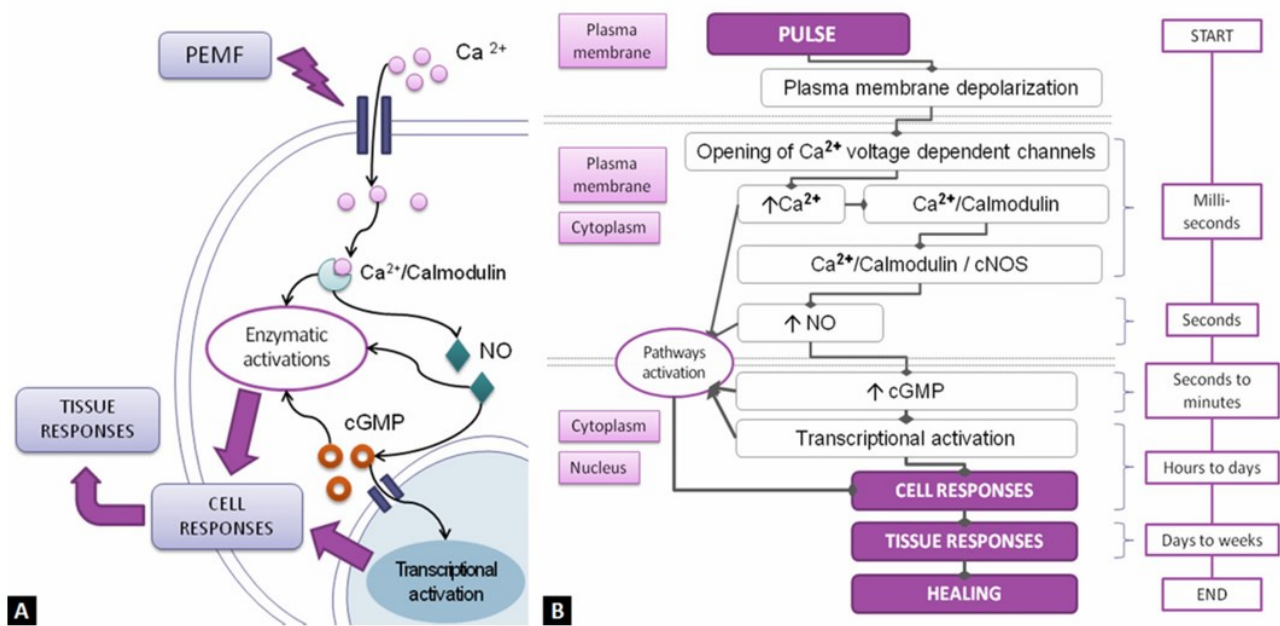 PEMF
Ca 2+
Ca2+/Calmodulin
Enzymatic
activations
NO
TISSUE
RESPONSES
cGMP
CELL
RESPONSES
Transcriptional
activation
A
Plasma
membrane
PULSE
START
Plasma membrane depolarization
Opening of Ca2+ voltage dependent channels
Plasma
membrane
↑Ca2+
Ca2+/Calmodulin
Milli-
seconds
Cytoplasm
Ca2+/Calmodulin / cNOS
↑ NO
Seconds
Pathways
activation
↑ cGMP
Seconds to
minutes
Cytoplasm
Transcriptional activation
Nucleus
Hours to days
CELL RESPONSES
TISSUE RESPONSES
Days to weeks
HEALING
END
B